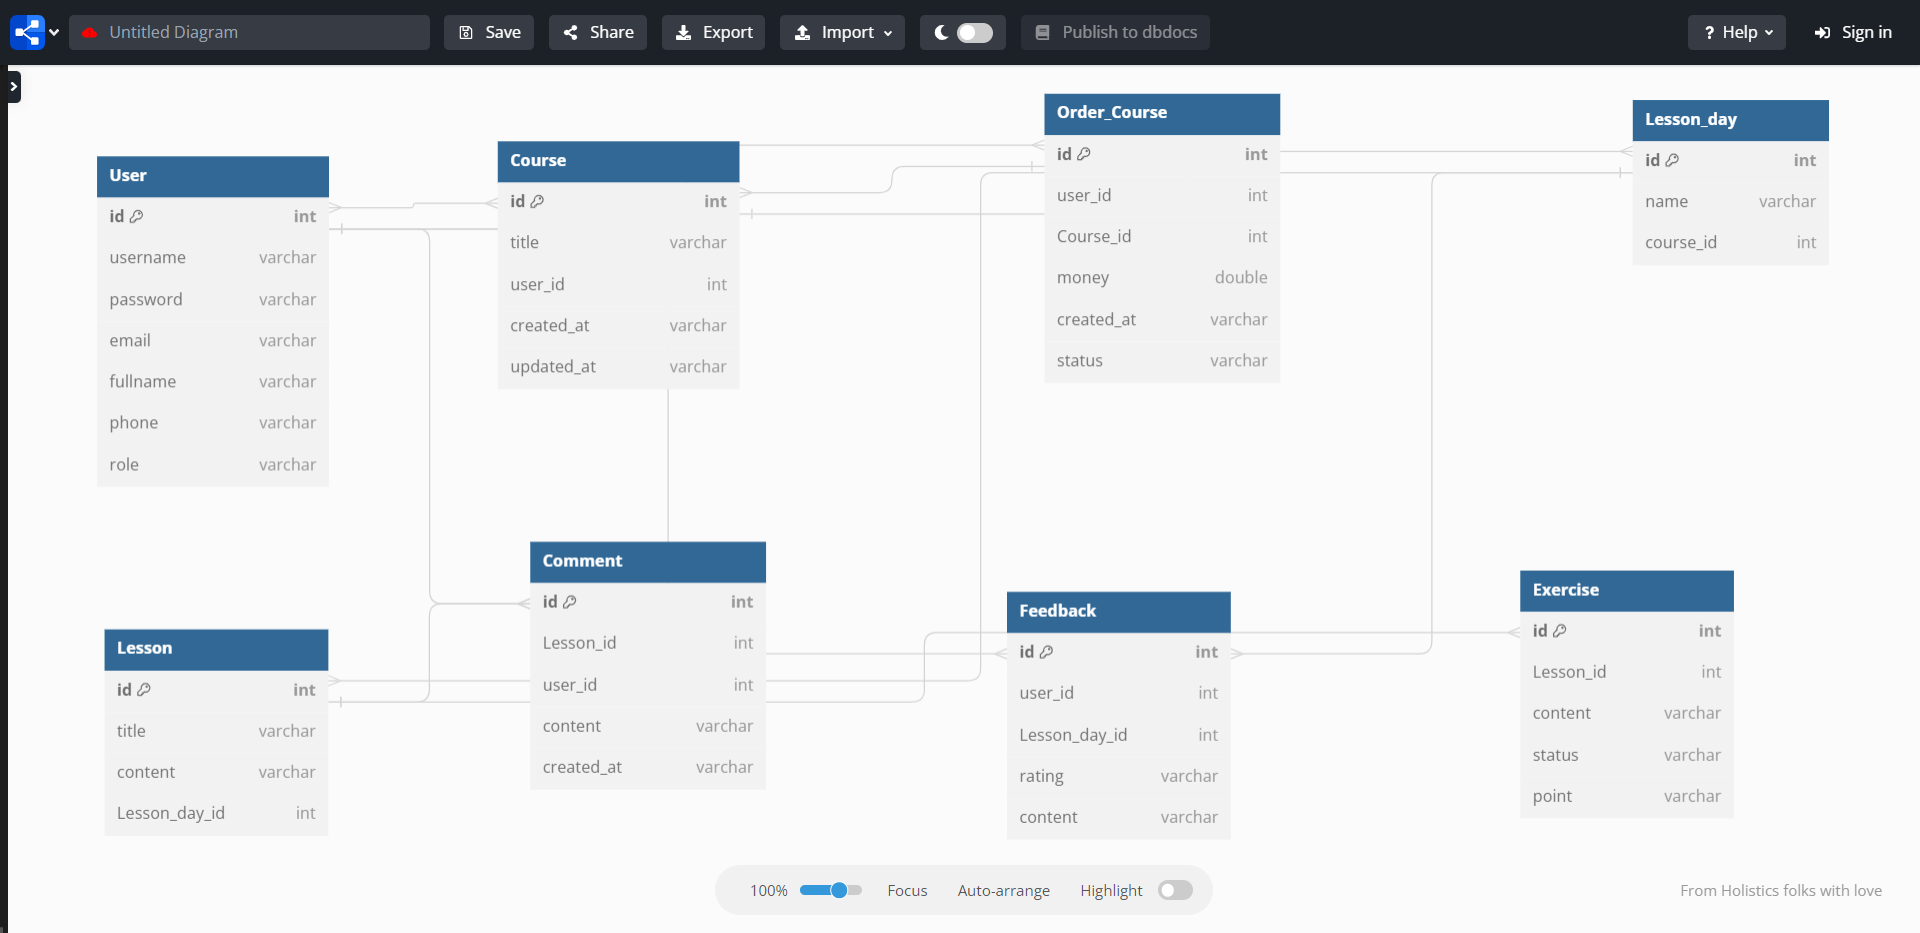 Untitled Diagram
Save
Share
Export
Import
Publish to dbdocs
? Help
Sign in
User
id int
username varchar
password varchar
email varchar
fullname varchar
phone varchar
role varchar
Course
id int
title varchar
user_id int
created_at varchar
updated_at varchar
Order_Course
id int
user_id int
Course_id int
money double
created_at varchar
status varchar
Lesson_day
id int
name varchar
course_id int
Lesson
id int
title varchar
content varchar
Lesson_day_id int
Comment
id int
Lesson_id int
user_id int
content varchar
created_at varchar
Feedback
id int
user_id int
Lesson_day_id int
rating varchar
content varchar
Exercise
id int
Lesson_id int
content varchar
status varchar
point varchar
100% Focus Auto-arrange Highlight
From Holistics folks with love